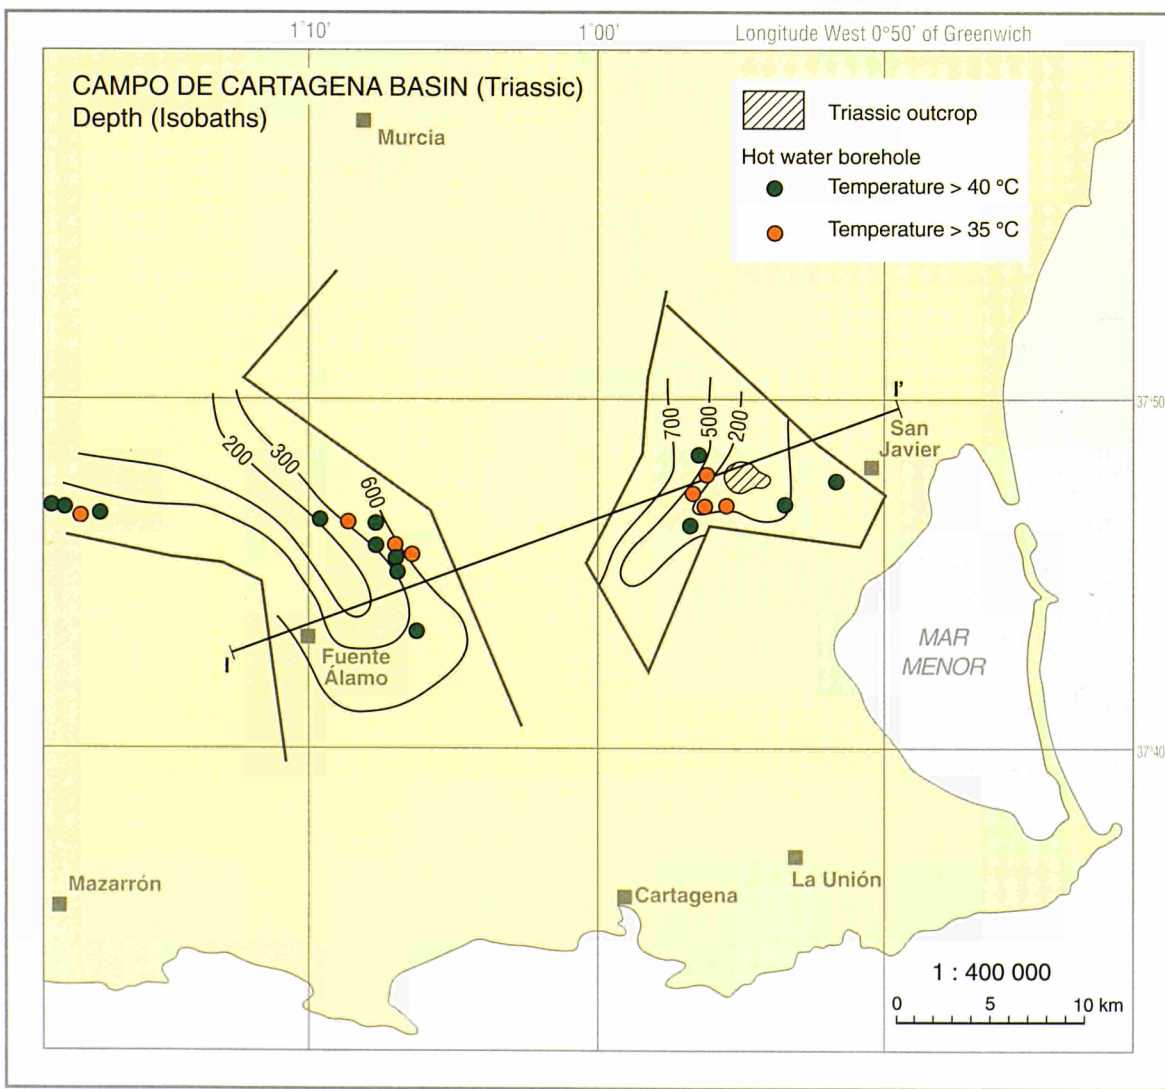 1°10'
1°00'
Longitude West 0°50' of Greenwich
CAMPO DE CARTAGENA BASIN (Triassic)
Depth (Isobaths)
Murcia
Triassic outcrop
Hot water borehole
Temperature > 40 °C
Temperature > 35 °C
37°50
I'
San
Javier
700
500
200
200
300
600
I
Fuente
Álamo
MAR
MENOR
37°40
Mazarrón
Cartagena
La Unión
1 : 400 000
0 5 10 km